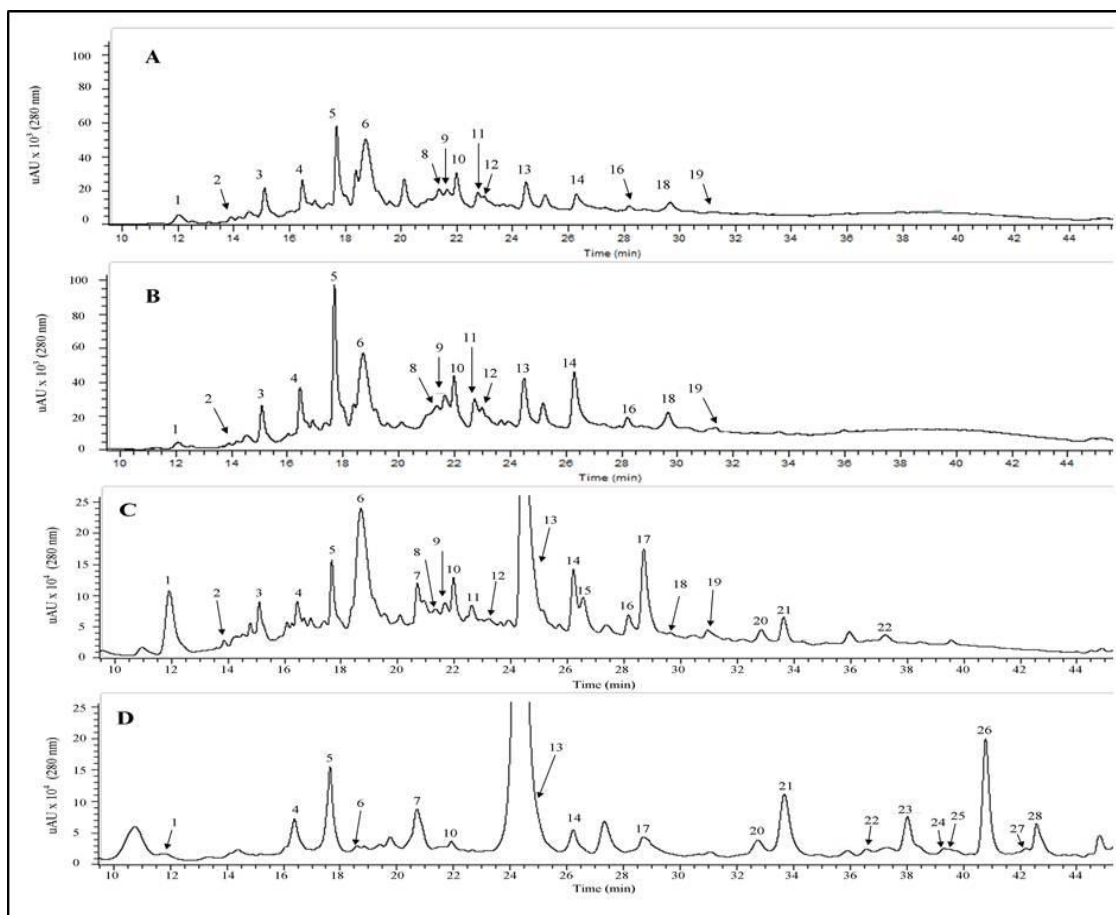 A
uAU x 10³ (280 nm)
100
80
60
40
20
0
1 2 3 4 5 6 8 9 10 11 12 13 14 16 18 19
10 12 14 16 18 20 22 24 26 28 30 32 34 36 38 40 42 44
Time (min)
B
uAU x 10³ (280 nm)
100
80
60
40
20
0
1 2 3 4 5 6 8 9 10 11 12 13 14 16 18 19
10 12 14 16 18 20 22 24 26 28 30 32 34 36 38 40 42 44
Time (min)
C
uAU x 10⁴ (280 nm)
25
20
15
10
5
0
1 2 3 4 5 6 7 8 9 10 11 12 13 14 15 16 17 18 19 20 21 22
10 12 14 16 18 20 22 24 26 28 30 32 34 36 38 40 42 44
Time (min)
D
uAU x 10⁴ (280 nm)
25
20
15
10
5
0
1 4 5 6 7 10 13 14 17 20 21 22 23 24 25 26 27 28
10 12 14 16 18 20 22 24 26 28 30 32 34 36 38 40 42 44
Time (min)